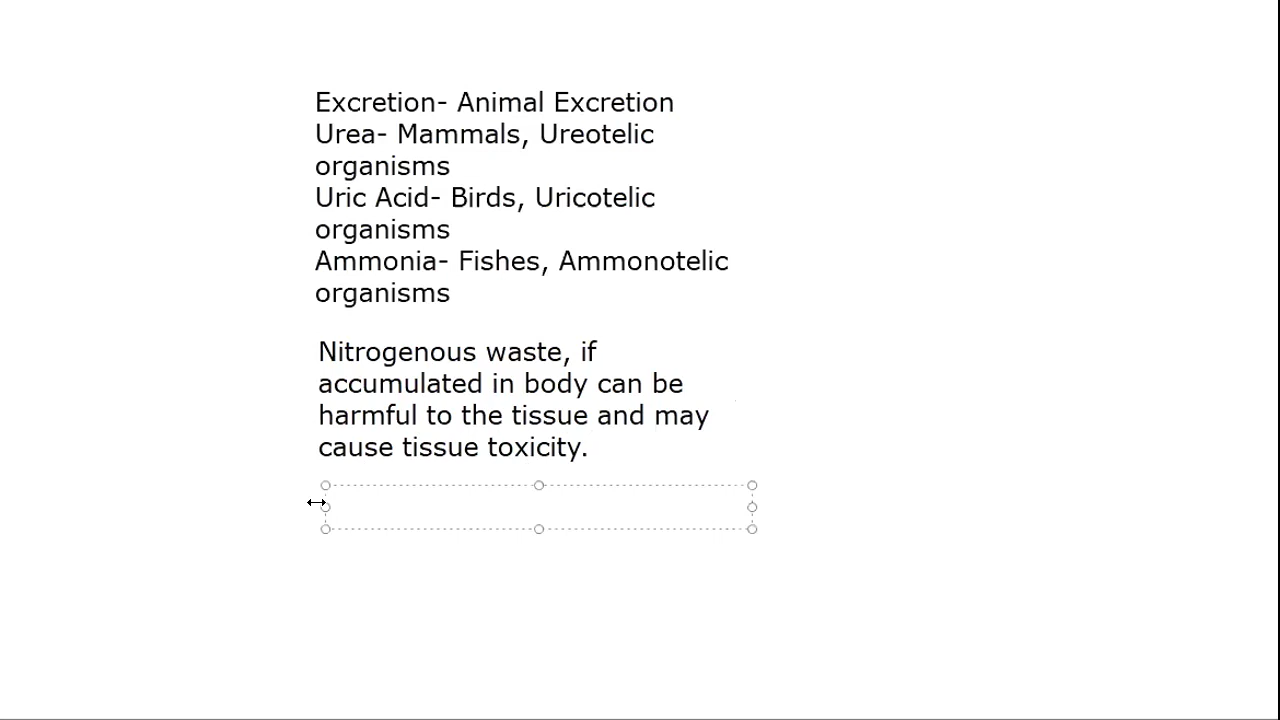 Excretion- Animal Excretion
Urea- Mammals, Ureotelic
organisms
Uric Acid- Birds, Uricotelic
organisms
Ammonia- Fishes, Ammonotelic
organisms
Nitrogenous waste, if
accumulated in body can be
harmful to the tissue and may
cause tissue toxicity.